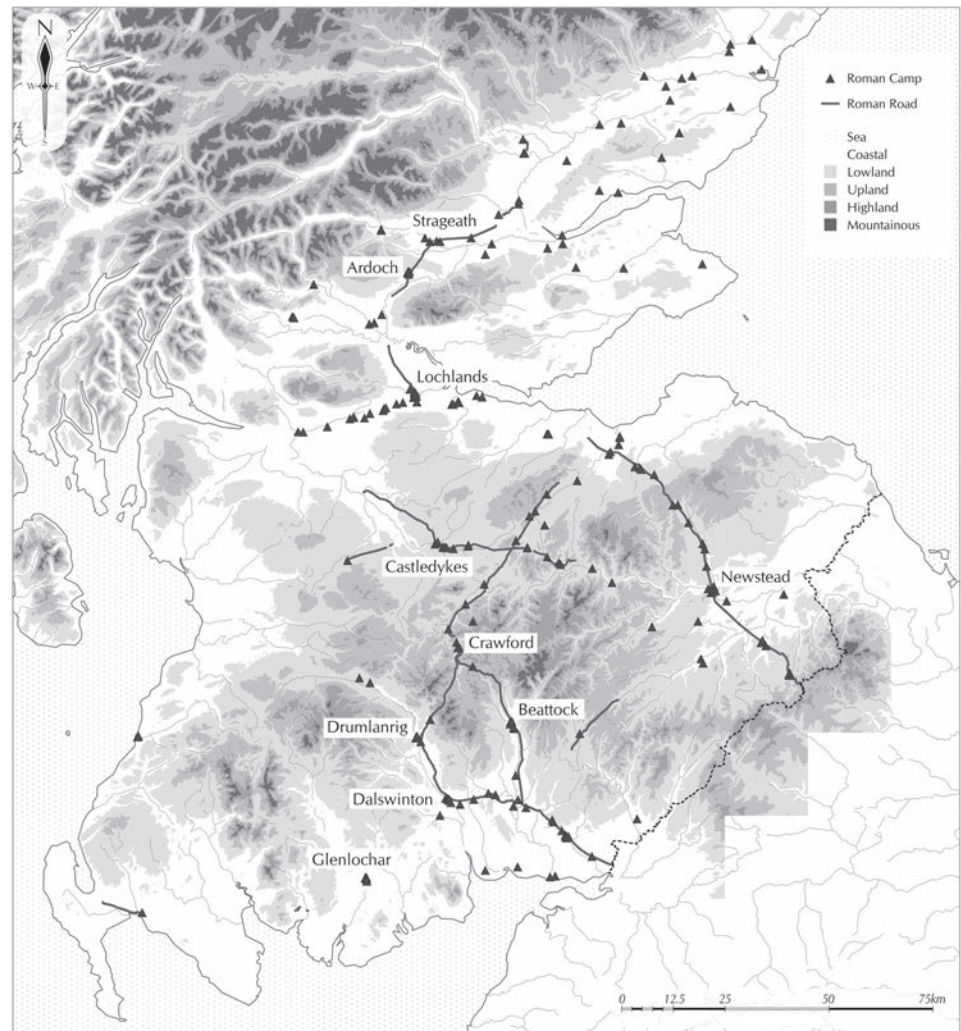 N
W E
S
Roman Camp
Roman Road
Sea
Coastal
Lowland
Upland
Highland
Mountainous
Strageath
Ardoch
Lochlands
Castledykes
Newstead
Crawford
Beattock
Drumlanrig
Dalswinton
Glenlochar
0 12.5 25 50 75km